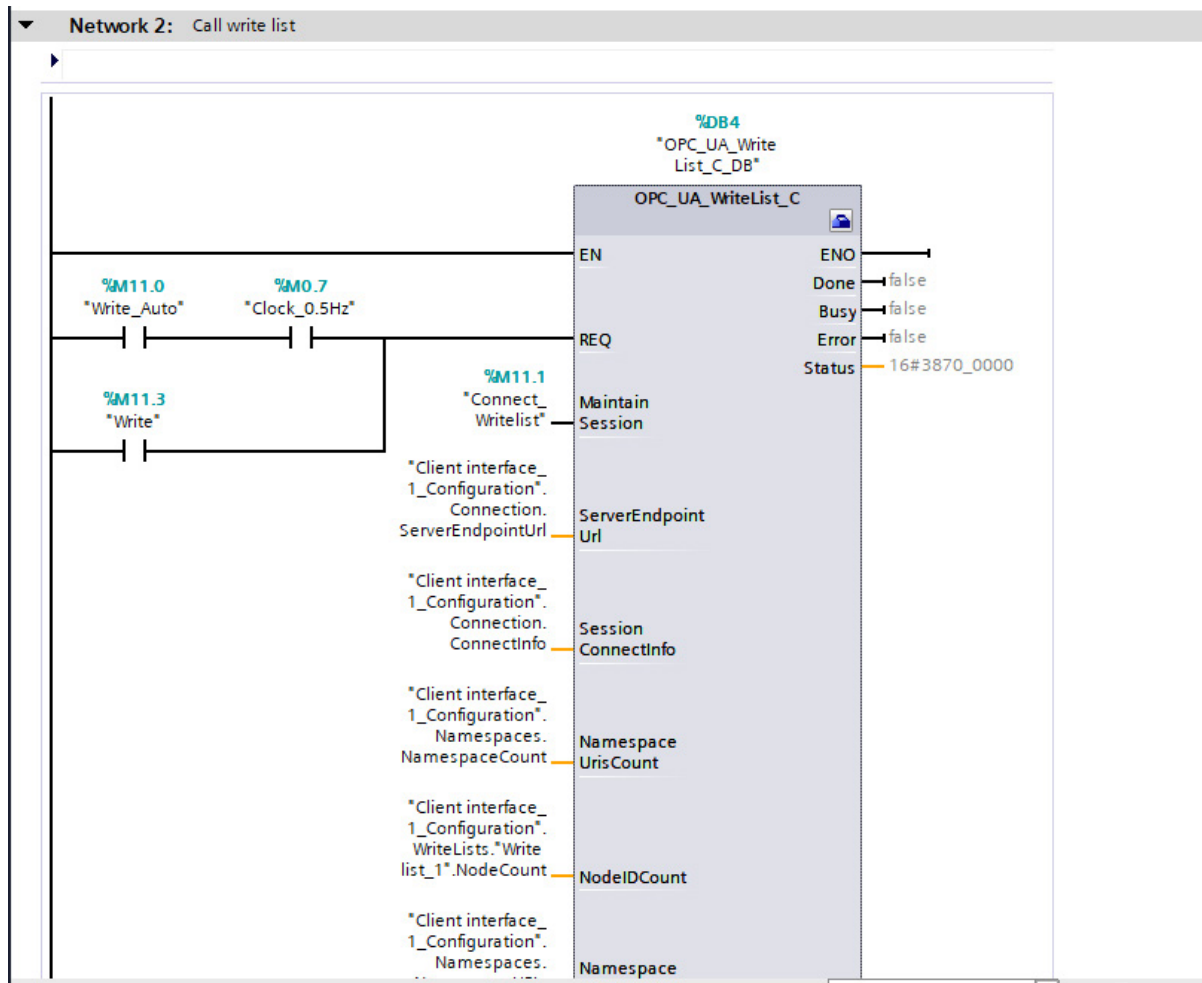 Network 2: Call write list
%DB4
"OPC_UA_Write
List_C_DB"
OPC_UA_WriteList_C
EN
ENO
%M11.0
"Write_Auto"
%M0.7
"Clock_0.5Hz"
Done
false
Busy
false
REQ
Error
false
Status
16#3870_0000
%M11.3
"Write"
%M11.1
"Connect_
Writelist"
Maintain
Session
"Client interface_
1_Configuration".
Connection.
ServerEndpointUrl
ServerEndpoint
Url
"Client interface_
1_Configuration".
Connection.
ConnectInfo
Session
ConnectInfo
"Client interface_
1_Configuration".
Namespaces.
NamespaceCount
Namespace
UrisCount
"Client interface_
1_Configuration".
WriteLists."Write
list_1".NodeCount
NodeIDCount
"Client interface_
1_Configuration".
Namespaces.
Namespace